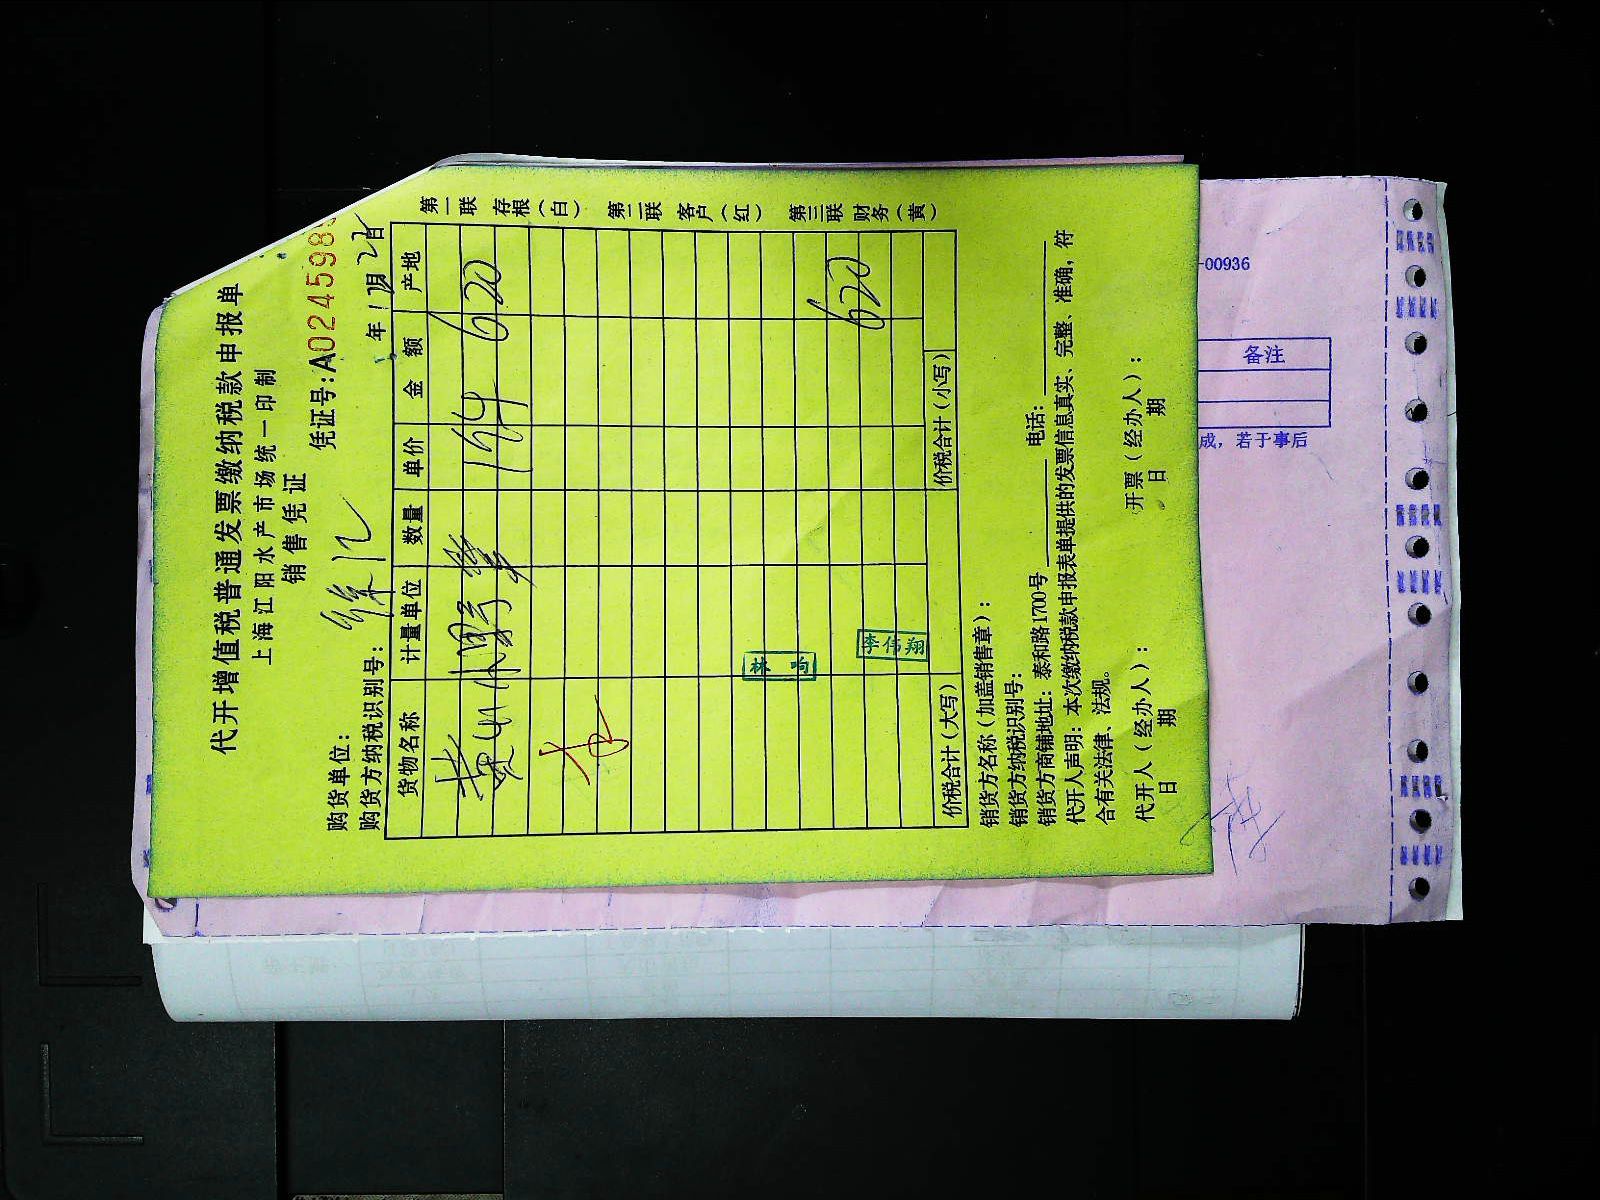 代开增值税普通发票缴纳税款申报单
上海江阳水产市场统一印制
销售凭证
凭证号:A0245983
购货单位：
年 12月22日
购货方纳税识别号：
货物名称 计量单位 数量 单价 金额 产地
620
620
林 响
李伟翔
价税合计(大写) 价税合计(小写)
第一联 存根(白) 第二联 客户(红) 第三联 财务(黄)
销货方名称(加盖销售章)：
销货方纳税识别号：
销货方商铺地址：泰和路1700号 电话：
代开人声明：本次缴纳税款申报表单提供的发票信息真实、完整、准确，符
合有关法律、法规。
代开人(经办人)： 开票(经办人)：
日 期 日 期
-00936
备注
成，若于事后